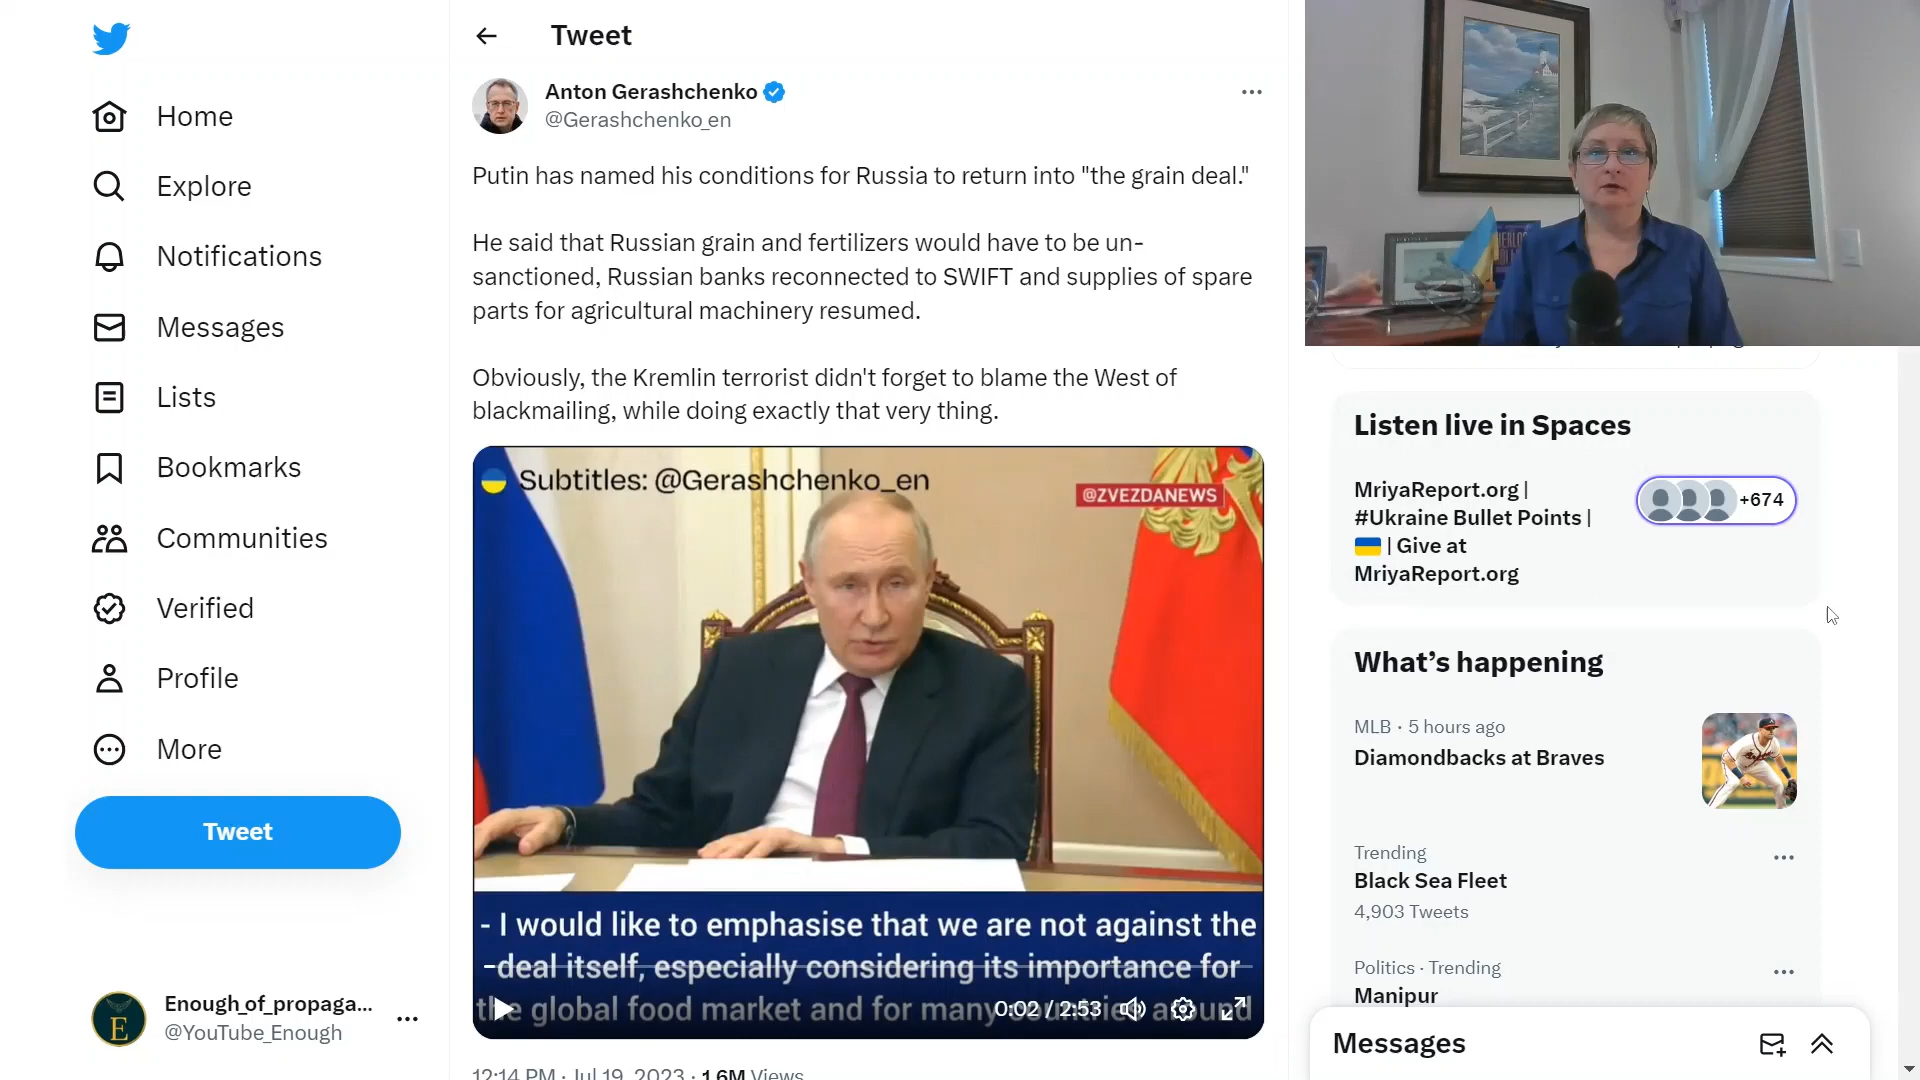 Home
Explore
Notifications
Messages
Lists
Bookmarks
Communities
Verified
Profile
More
Tweet
Enough_of_propaga...
@YouTube_Enough
Tweet
Anton Gerashchenko
@Gerashchenko_en
Putin has named his conditions for Russia to return into "the grain deal."
He said that Russian grain and fertilizers would have to be un-
sanctioned, Russian banks reconnected to SWIFT and supplies of spare
parts for agricultural machinery resumed.
Obviously, the Kremlin terrorist didn't forget to blame the West of
blackmailing, while doing exactly that very thing.
Subtitles: @Gerashchenko_en
@ZVEZDANEWS
- I would like to emphasise that we are not against the
-deal itself, especially considering its importance for
the global food market and for many countries around
0:02 / 2:53
12:14 PM · Jul 19, 2023 · 1.6M Views
Listen live in Spaces
MriyaReport.org |
#Ukraine Bullet Points |
🇺🇦 | Give at
MriyaReport.org
+674
What's happening
MLB · 5 hours ago
Diamondbacks at Braves
Trending
Black Sea Fleet
4,903 Tweets
Politics · Trending
Manipur
Messages